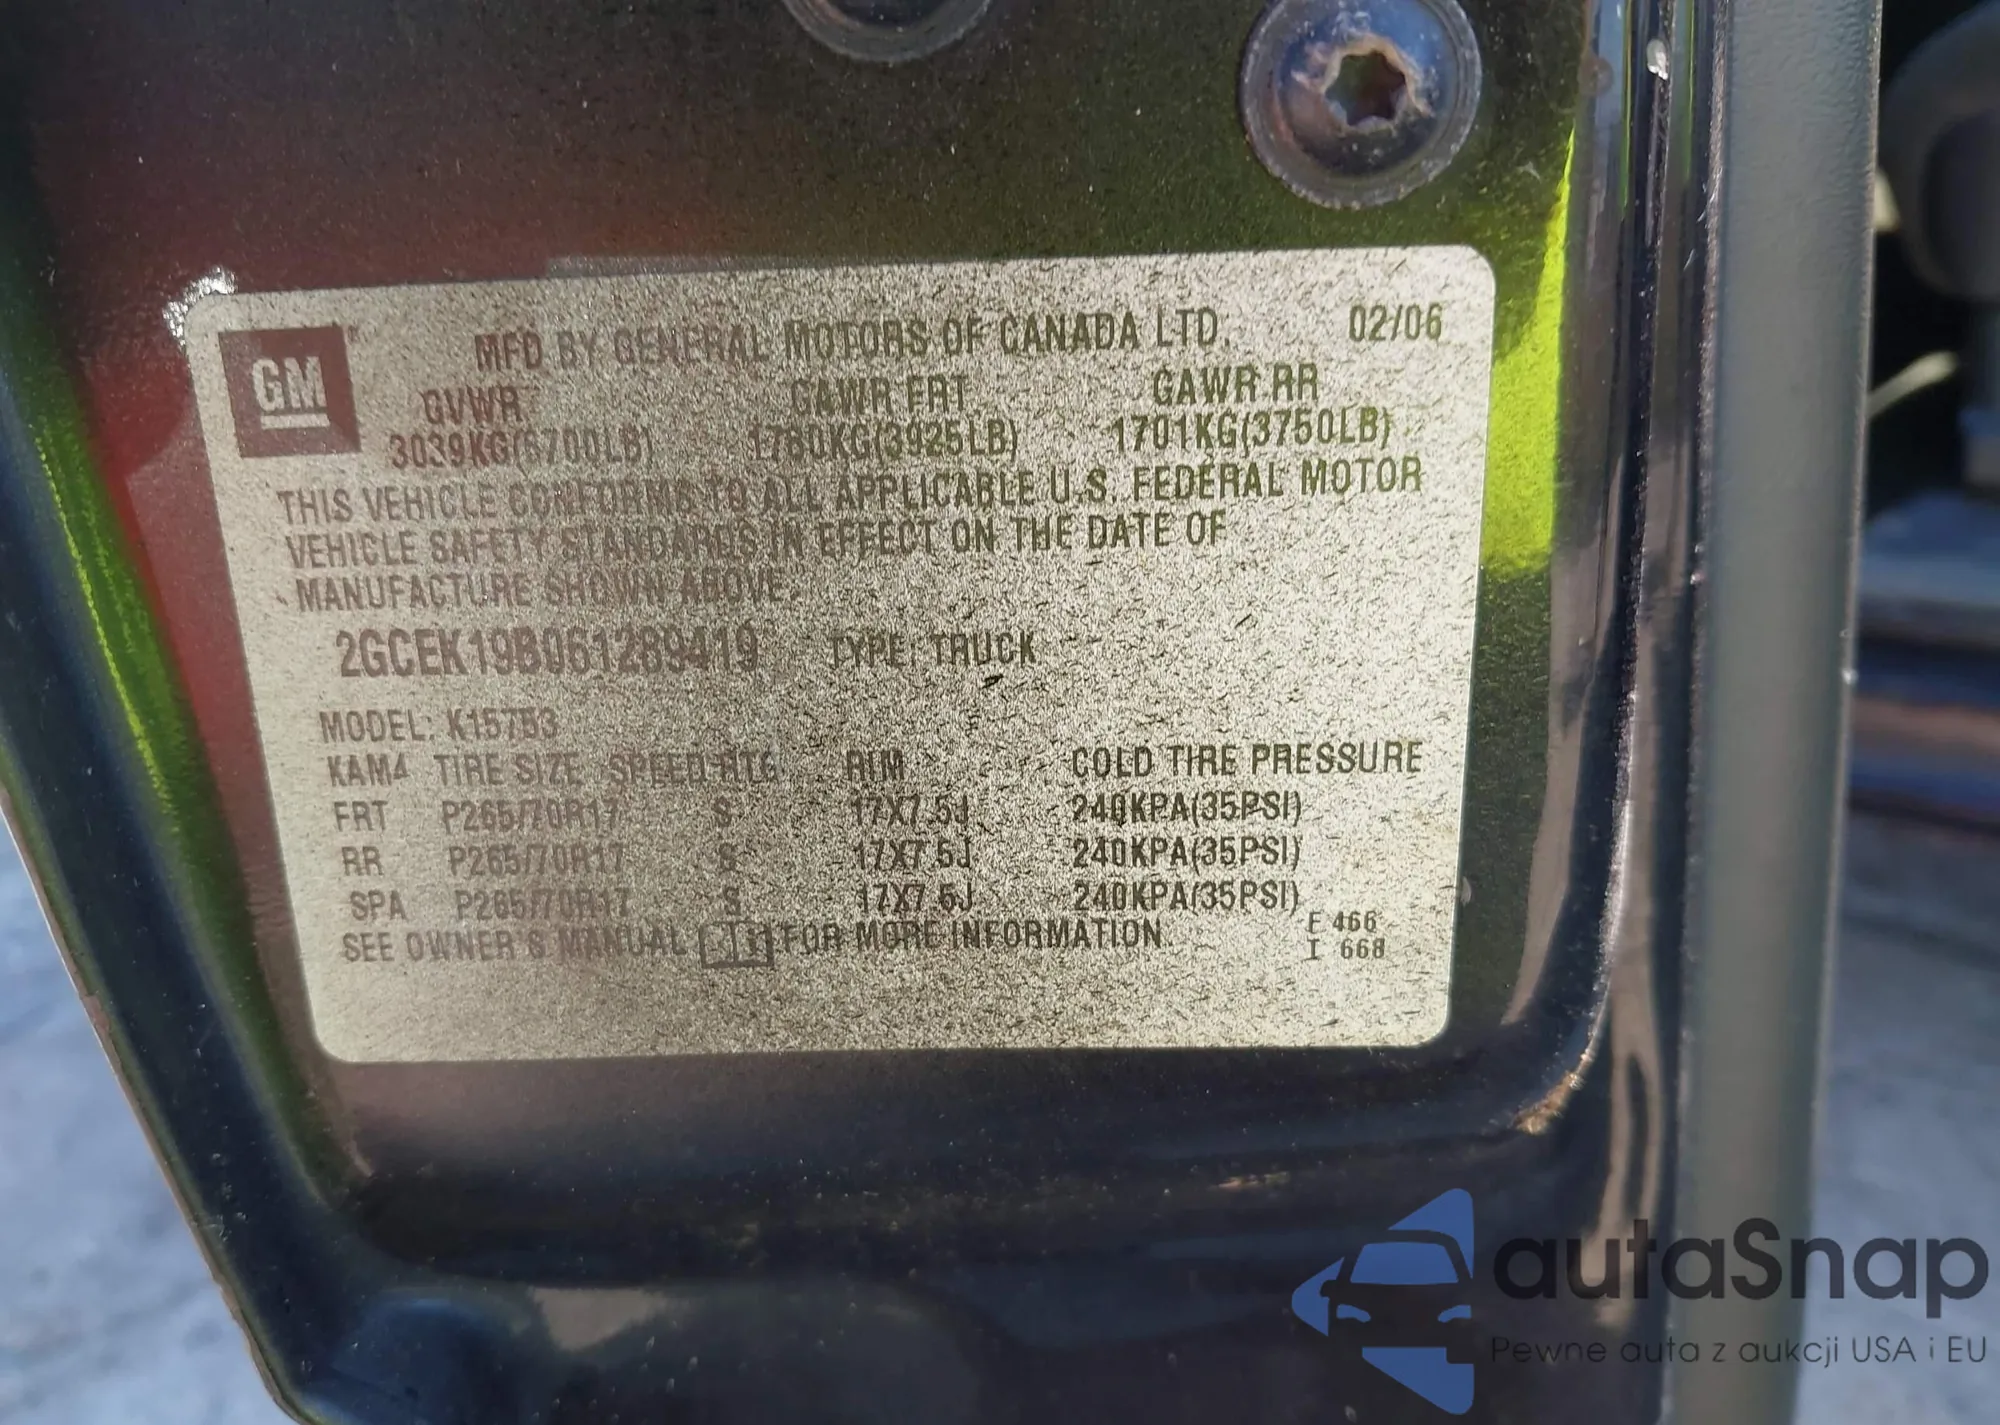 GM
MFD BY GENERAL MOTORS OF CANADA LTD. 02/06
GVWR GAWR FRT GAWR RR
3039KG(6700LB) 1780KG(3925LB) 1701KG(3750LB)
THIS VEHICLE CONFORMS TO ALL APPLICABLE U.S. FEDERAL MOTOR
VEHICLE SAFETY STANDARDS IN EFFECT ON THE DATE OF
MANUFACTURE SHOWN ABOVE.
2GCEK19B061289419 TYPE: TRUCK
MODEL: K15753
KAM4 TIRE SIZE SPEED RTG RIM COLD TIRE PRESSURE
FRT P265/70R17 S 17X7.5J 240KPA(35PSI)
RR P265/70R17 S 17X7.5J 240KPA(35PSI)
SPA P265/70R17 S 17X7.5J 240KPA(35PSI)
SEE OWNER'S MANUAL FOR MORE INFORMATION.
F 466
I 668
autaSnap
Pewne auta z aukcji USA i EU